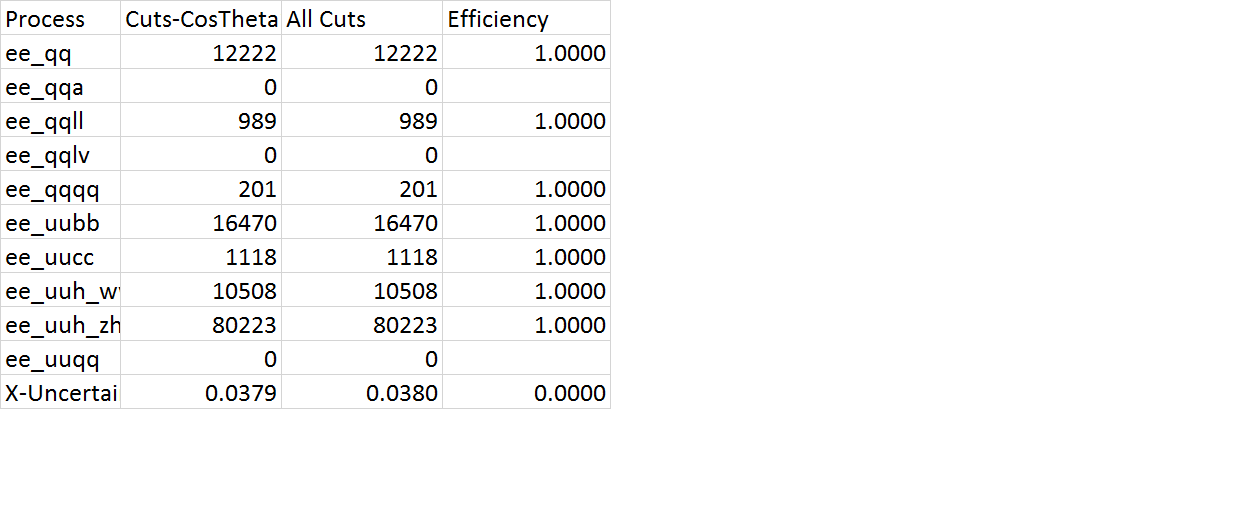 Process Cuts-CosTheta All Cuts Efficiency
ee_qq 12222 12222 1.0000
ee_qqa 0 0
ee_qqll 989 989 1.0000
ee_qqlv 0 0
ee_qqqq 201 201 1.0000
ee_uubb 16470 16470 1.0000
ee_uucc 1118 1118 1.0000
ee_uuh_w 10508 10508 1.0000
ee_uuh_zh 80223 80223 1.0000
ee_uuqq 0 0
X-Uncertai 0.0379 0.0380 0.0000